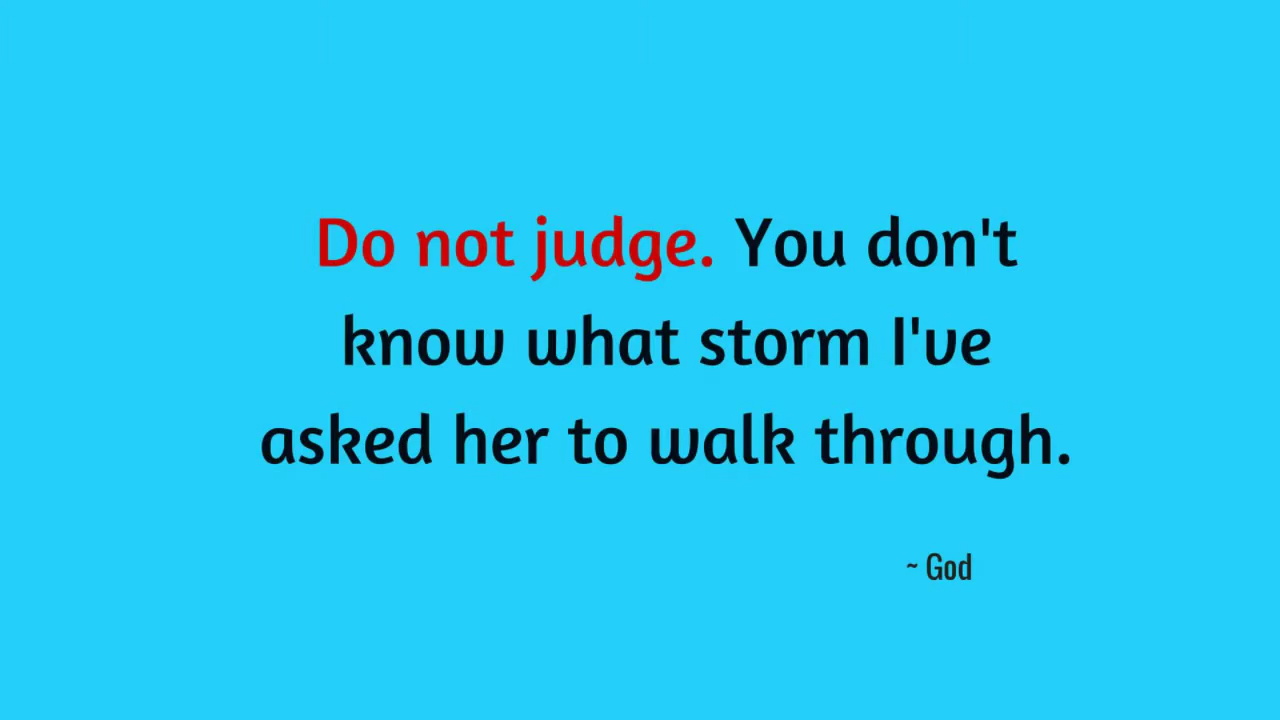 Do not judge. You don't
know what storm I've
asked her to walk through.
~ God